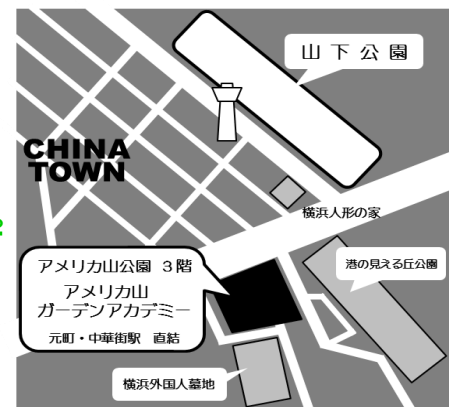 山下公園
CHINA
TOWN
横浜人形の家
アメリカ山公園 3階
アメリカ山
ガーデンアカデミー
元町・中華街駅 直結
港の見える丘公園
横浜外国人墓地